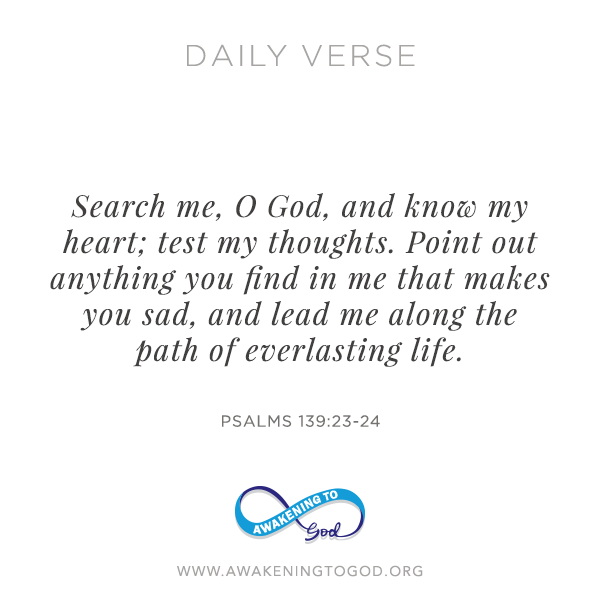 DAILY VERSE
Search me, O God, and know my
heart; test my thoughts. Point out
anything you find in me that makes
you sad, and lead me along the
path of everlasting life.
PSALMS 139:23-24
AWAKENING TO
God
WWW.AWAKENINGTOGOD.ORG